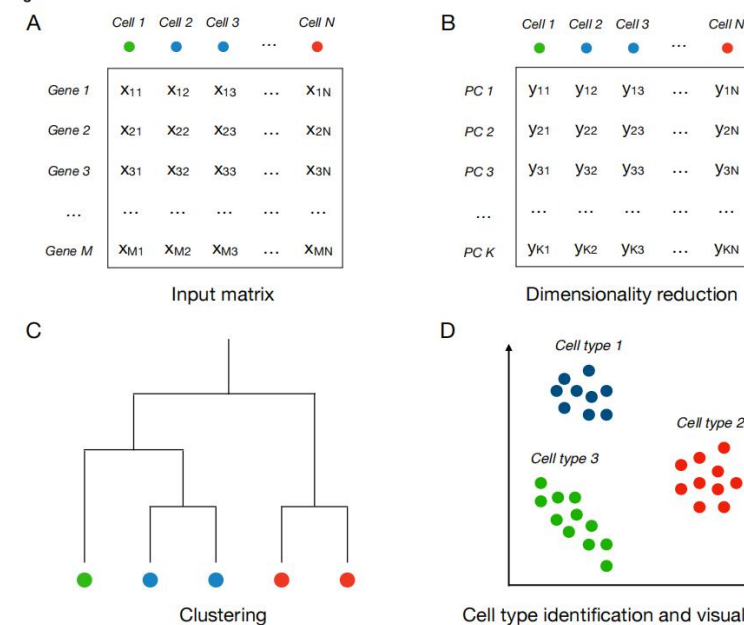 A
Cell 1 Cell 2 Cell 3 ... Cell N
Gene 1 x11 x12 x13 ... x1N
Gene 2 x21 x22 x23 ... x2N
Gene 3 x31 x32 x33 ... x3N
... ... ... ... ... ...
Gene M xM1 xM2 xM3 ... xMN
Input matrix
B
Cell 1 Cell 2 Cell 3 ... Cell N
PC 1 y11 y12 y13 ... y1N
PC 2 y21 y22 y23 ... y2N
PC 3 y31 y32 y33 ... y3N
... ... ... ... ... ...
PC K yK1 yK2 yK3 ... yKN
Dimensionality reduction
C
Clustering
D
Cell type 1
Cell type 2
Cell type 3
Cell type identification and visual